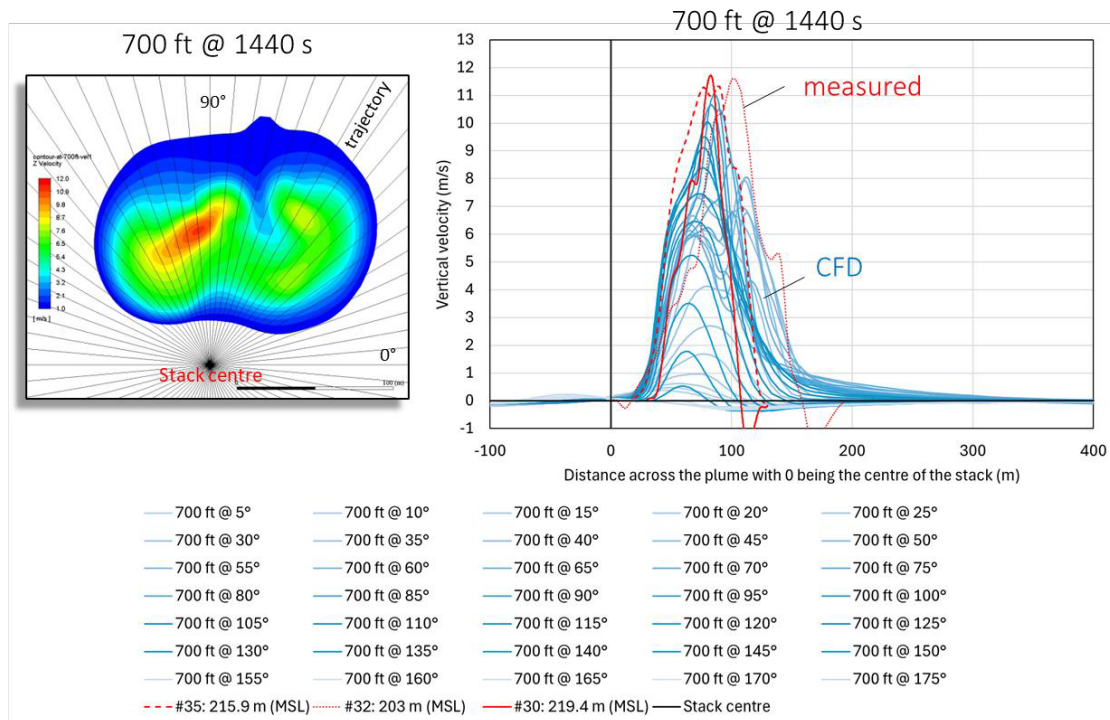 700 ft @ 1440 s
90°
trajectory
contour-at-700ft-vel1
Z Velocity
12.0
10.9
9.8
8.7
7.6
6.5
5.4
4.3
3.2
2.1
1.0
[ m/s ]
0°
Stack centre
100 (m)
700 ft @ 1440 s
13
12
11
10
9
8
7
6
5
4
3
2
1
0
-1
Vertical velocity (m/s)
measured
CFD
-100 0 100 200 300 400
Distance across the plume with 0 being the centre of the stack (m)
700 ft @ 5° 700 ft @ 10° 700 ft @ 15° 700 ft @ 20° 700 ft @ 25°
700 ft @ 30° 700 ft @ 35° 700 ft @ 40° 700 ft @ 45° 700 ft @ 50°
700 ft @ 55° 700 ft @ 60° 700 ft @ 65° 700 ft @ 70° 700 ft @ 75°
700 ft @ 80° 700 ft @ 85° 700 ft @ 90° 700 ft @ 95° 700 ft @ 100°
700 ft @ 105° 700 ft @ 110° 700 ft @ 115° 700 ft @ 120° 700 ft @ 125°
700 ft @ 130° 700 ft @ 135° 700 ft @ 140° 700 ft @ 145° 700 ft @ 150°
700 ft @ 155° 700 ft @ 160° 700 ft @ 165° 700 ft @ 170° 700 ft @ 175°
#35: 215.9 m (MSL) #32: 203 m (MSL) #30: 219.4 m (MSL) Stack centre